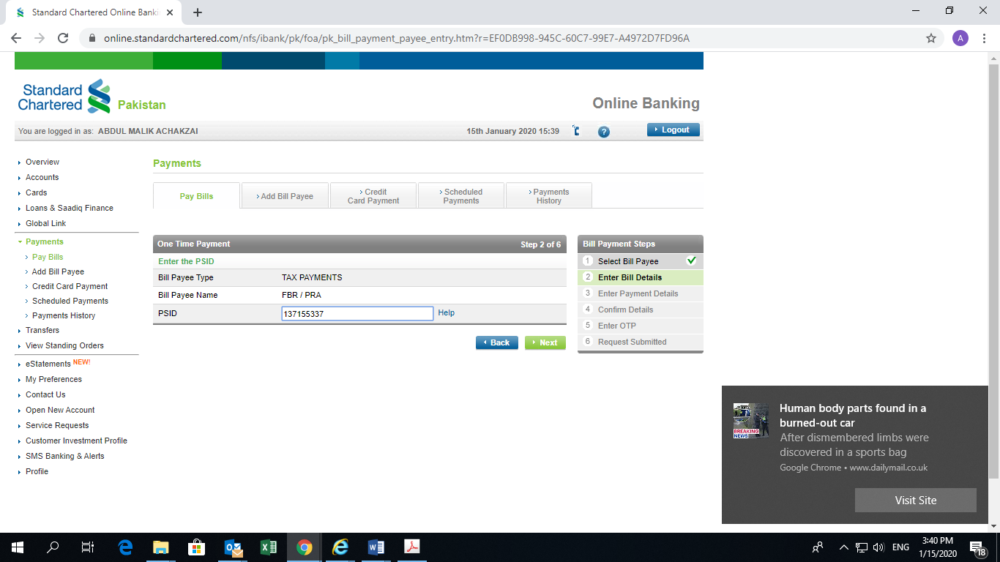 Standard Chartered Online Banki
online.standardchartered.com/nfs/ibank/pk/foa/pk_bill_payment_payee_entry.htm?r=EF0DB998-945C-60C7-99E7-A4972D7FD96A
A
Standard
Chartered
Pakistan
Online Banking
You are logged in as: ABDUL MALIK ACHAKZAI
15th January 2020 15:39
?
Logout
Overview
Accounts
Cards
Loans & Saadiq Finance
Global Link
Payments
Pay Bills
Add Bill Payee
Credit Card Payment
Scheduled Payments
Payments History
Transfers
View Standing Orders
eStatements NEW!
My Preferences
Contact Us
Open New Account
Service Requests
Customer Investment Profile
SMS Banking & Alerts
Profile
Payments
Pay Bills
Add Bill Payee
Credit
Card Payment
Scheduled
Payments
Payments
History
One Time Payment Step 2 of 6
Enter the PSID
Bill Payee Type TAX PAYMENTS
Bill Payee Name FBR / PRA
PSID 137155337 Help
Back Next
Bill Payment Steps
1 Select Bill Payee
2 Enter Bill Details
3 Enter Payment Details
4 Confirm Details
5 Enter OTP
6 Request Submitted
BREAKING
NEWS
Human body parts found in a
burned-out car
After dismembered limbs were
discovered in a sports bag
Google Chrome • www.dailymail.co.uk
Visit Site
ENG
3:40 PM
1/15/2020
18